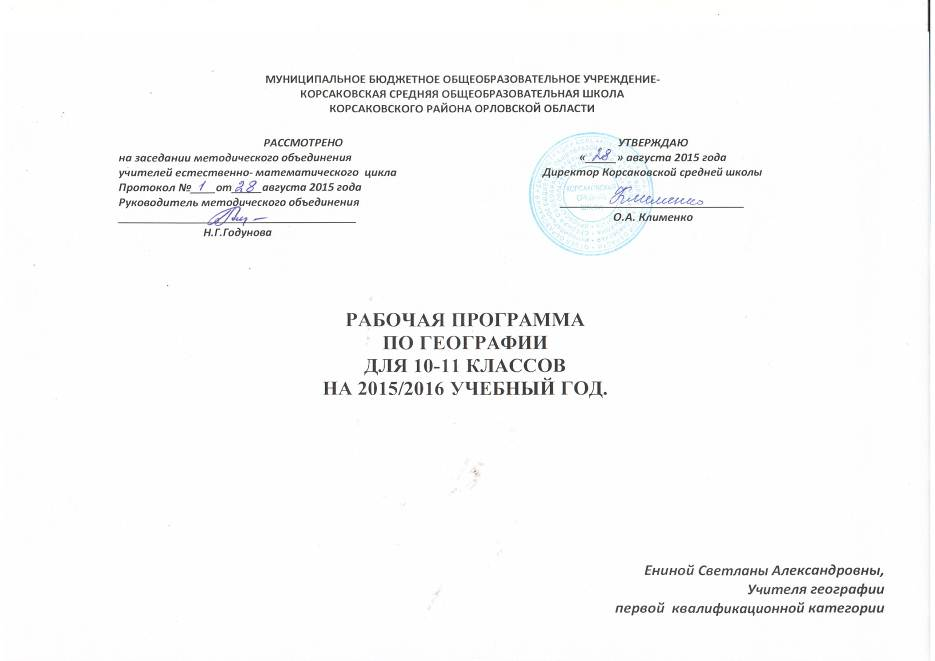 МУНИЦИПАЛЬНОЕ БЮДЖЕТНОЕ ОБЩЕОБРАЗОВАТЕЛЬНОЕ УЧРЕЖДЕНИЕ-
КОРСАКОВСКАЯ СРЕДНЯЯ ОБЩЕОБРАЗОВАТЕЛЬНАЯ ШКОЛА
КОРСАКОВСКОГО РАЙОНА ОРЛОВСКОЙ ОБЛАСТИ
РАССМОТРЕНО
на заседании методического объединения
учителей естественно- математического цикла
Протокол №1 от 28 августа 2015 года
Руководитель методического объединения
Н.Г.Годунова
УТВЕРЖДАЮ
«28» августа 2015 года
Директор Корсаковской средней школы
Клименко
О.А. Клименко
РАБОЧАЯ ПРОГРАММА
ПО ГЕОГРАФИИ
ДЛЯ 10-11 КЛАССОВ
НА 2015/2016 УЧЕБНЫЙ ГОД.
Ениной Светланы Александровны,
Учителя географии
первой квалификационной категории